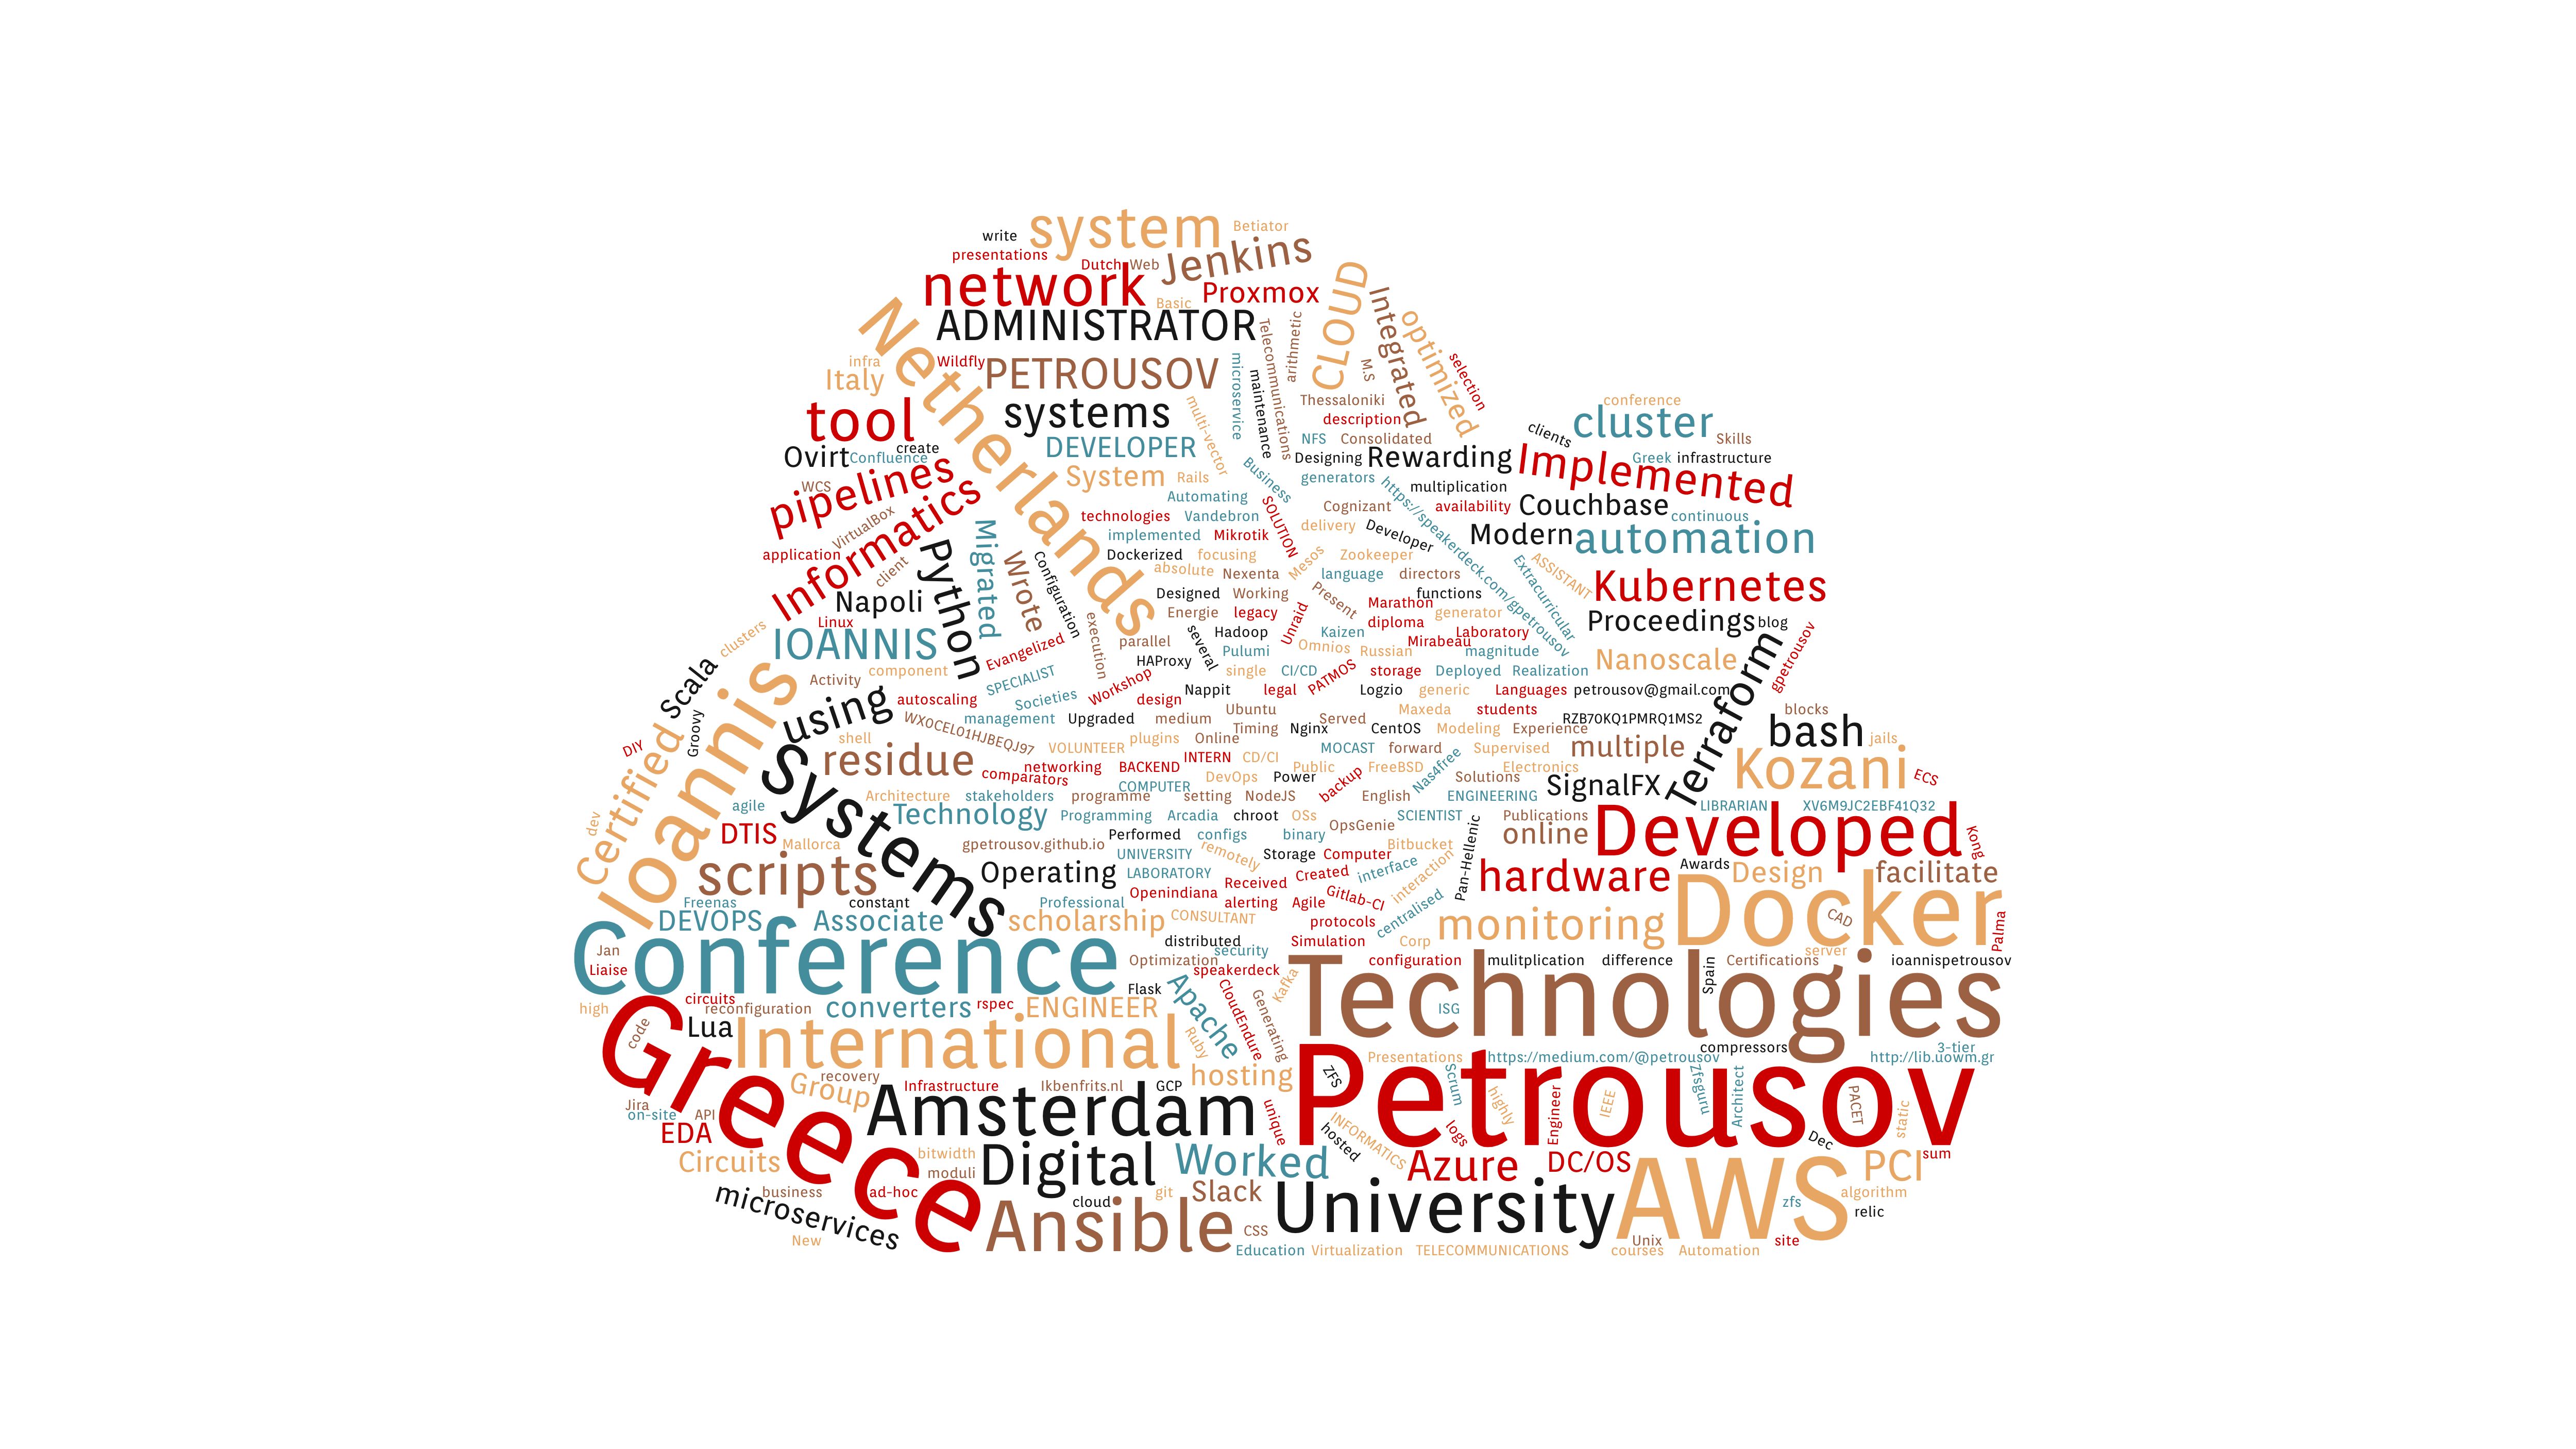 system
Betiator
write
presentations
Dutch
Web
Jenkins
network
Basic
Proxmox
CLOUD
ADMINISTRATOR
Integrated
optimized
Netherlands
Telecommunications
arithmetic
selection
infra
Wildfly
PETROUSOV
microservice
maintenance
M.S
Italy
tool
systems
multi-vector
Thessaloniki
description
conference
cluster
clients
Skills
create
Ovirt
Confluence
DEVELOPER
NFS
Consolidated
Designing
Rewarding
Implemented
Greek
infrastructure
pipelines
WCS
System
Rails
Business
generators
https://speakerdeck.com/gpetrousov
multiplication
Informatics
VirtualBox
Automating
SOLUTION
Cognizant
availability
Couchbase
continuous
technologies
Vandebron
delivery
Developer
Modern
automation
application
client
Python
Migrated
Wrote
Configuration
implemented
Mikrotik
Dockerized
focusing
Mesos
Zookeeper
Extracurricular
ASSISTANT
absolute
Nexenta
language
directors
Kubernetes
Napoli
Designed
Working
Present
functions
Linux
execution
Energie
legacy
Unraid
Marathon
generator
diploma
Proceedings
blog
clusters
IOANNIS
Evangelized
parallel
several
Hadoop
Kaizen
Laboratory
Mirabeau
Terraform
gpetrousov
Scala
Pulumi
Omnios
Russian
magnitude
Nanoscale
HAProxy
Ioannis
Activity
component
SPECIALIST
Workshop
single
CI/CD
PATMOS
storage
Deployed
Realization
using
autoscaling
Societies
design
Nappit
legal
Logzio
generic
Languages
petrousov@gmail.com
Groovy
WX0CEL01HJBEQJ97
management
Upgraded
medium
Ubuntu
Served
Maxeda
students
RZB70KQ1PMRQ1MS2
blocks
bash
jails
DIY
shell
Timing
Nginx
CentOS
Modeling
Experience
Certified
Systems
residue
VOLUNTEER
plugins
Online
MOCAST
forward
Nas4free
Supervised
multiple
Kozani
ECS
networking
BACKEND
INTERN
CD/CI
Public
FreeBSD
Electronics
comparators
DevOps
Power
backup
Solutions
SignalFX
COMPUTER
Architecture
stakeholders
programme
setting
NodeJS
English
ENGINEERING
LIBRARIAN
XV6M9JC2EBF41Q32
agile
dev
Technology
Programming
Arcadia
chroot
OSs
OpsGenie
SCIENTIST
Publications
Developed
Kong
DTIS
Mallorca
Performed
configs
binary
Pan-Hellenic
online
gpetrousov.github.io
UNIVERSITY
remotely
Storage
Computer
Bitbucket
interface
interaction
scripts
Operating
LABORATORY
Received
Created
hardware
Awards
Design
facilitate
Openindiana
alerting
Agile
Gitlab-CI
centralised
Docker
Freenas
constant
Professional
DEVOPS
Associate
scholarship
CONSULTANT
protocols
monitoring
CAD
Palma
Conference
Jan
Liaise
distributed
security
Simulation
Corp
server
Optimization
speakerdeck
configuration
mulitplication
difference
Spain
Certifications
ioannispetrousov
Technologies
Flask
Apache
CloudEndure
Generating
Kafka
high
circuits
reconfiguration
converters
rspec
ENGINEER
ISG
Greece
code
Lua
International
Ruby
Presentations
https://medium.com/@petrousov
compressors
3-tier
http://lib.uowm.gr
Group
recovery
Infrastructure
Ikbenfrits.nl
GCP
hosting
ZFS
Petrousov
Scrum
highly
Engineer
IEEE
Zfsguru
Architect
PACET
static
Jira
on-site
API
Amsterdam
unique
hosted
INFORMATICS
logs
Dec
EDA
Circuits
bitwidth
moduli
Digital
Worked
Azure
DC/OS
AWS
PCI
sum
microservices
business
ad-hoc
cloud
git
Slack
University
zfs
algorithm
relic
New
Ansible
CSS
Education
Virtualization
TELECOMMUNICATIONS
Unix
courses
Automation
site